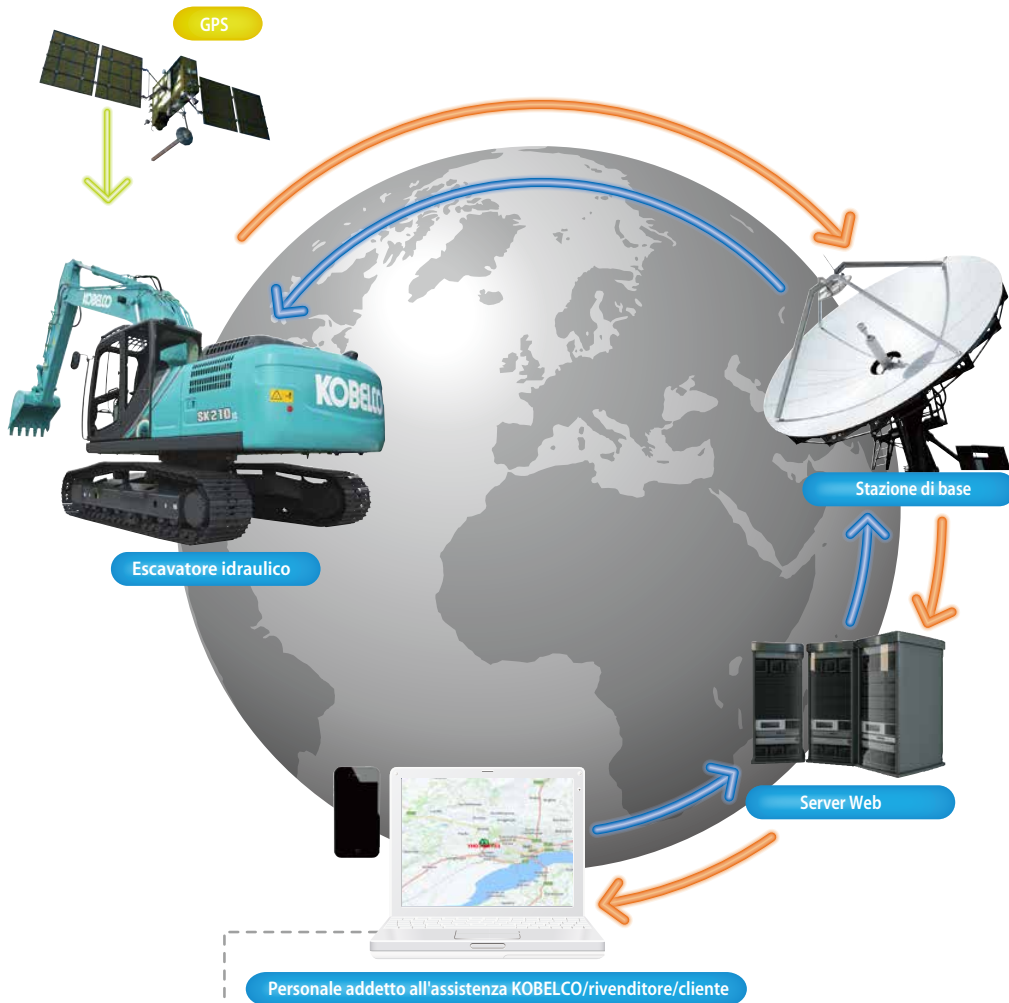 GPS
KOBELCO
KOBELCO
SK210
Stazione di base
Escavatore idraulico
Server Web
Personale addetto all'assistenza KOBELCO/rivenditore/cliente